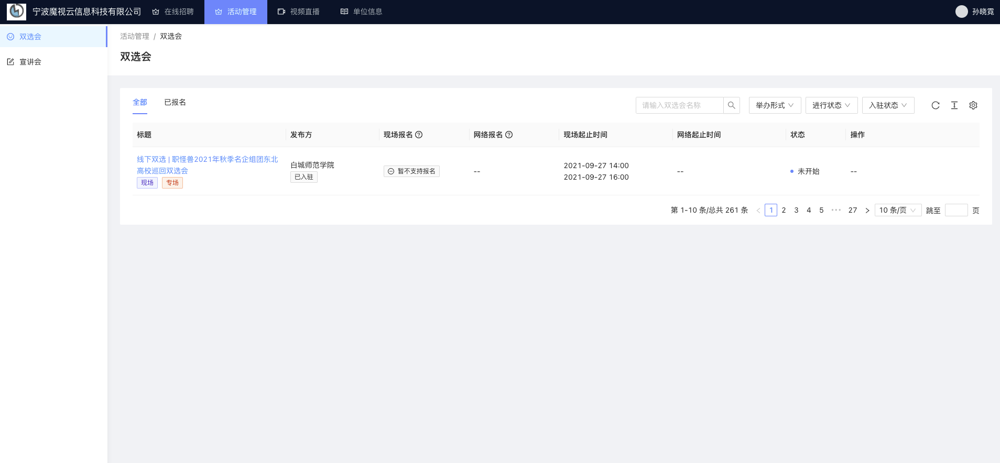 宁波魔视云信息科技有限公司 在线招聘 活动管理 视频直播 单位信息 孙晓霓
双选会
宣讲会
活动管理 / 双选会
双选会
全部 已报名 请输入双选会名称 举办形式 进行状态 入驻状态
标题 发布方 现场报名 网络报名 现场起止时间 网络起止时间 状态 操作
线下双选 | 职怪兽2021年秋季名企组团东北
高校巡回双选会
现场 专场
白城师范学院
已入驻
暂不支持报名
--
2021-09-27 14:00
2021-09-27 16:00
--
未开始
--
第 1-10 条/总共 261 条 1 2 3 4 5 ••• 27 10 条/页 跳至 页